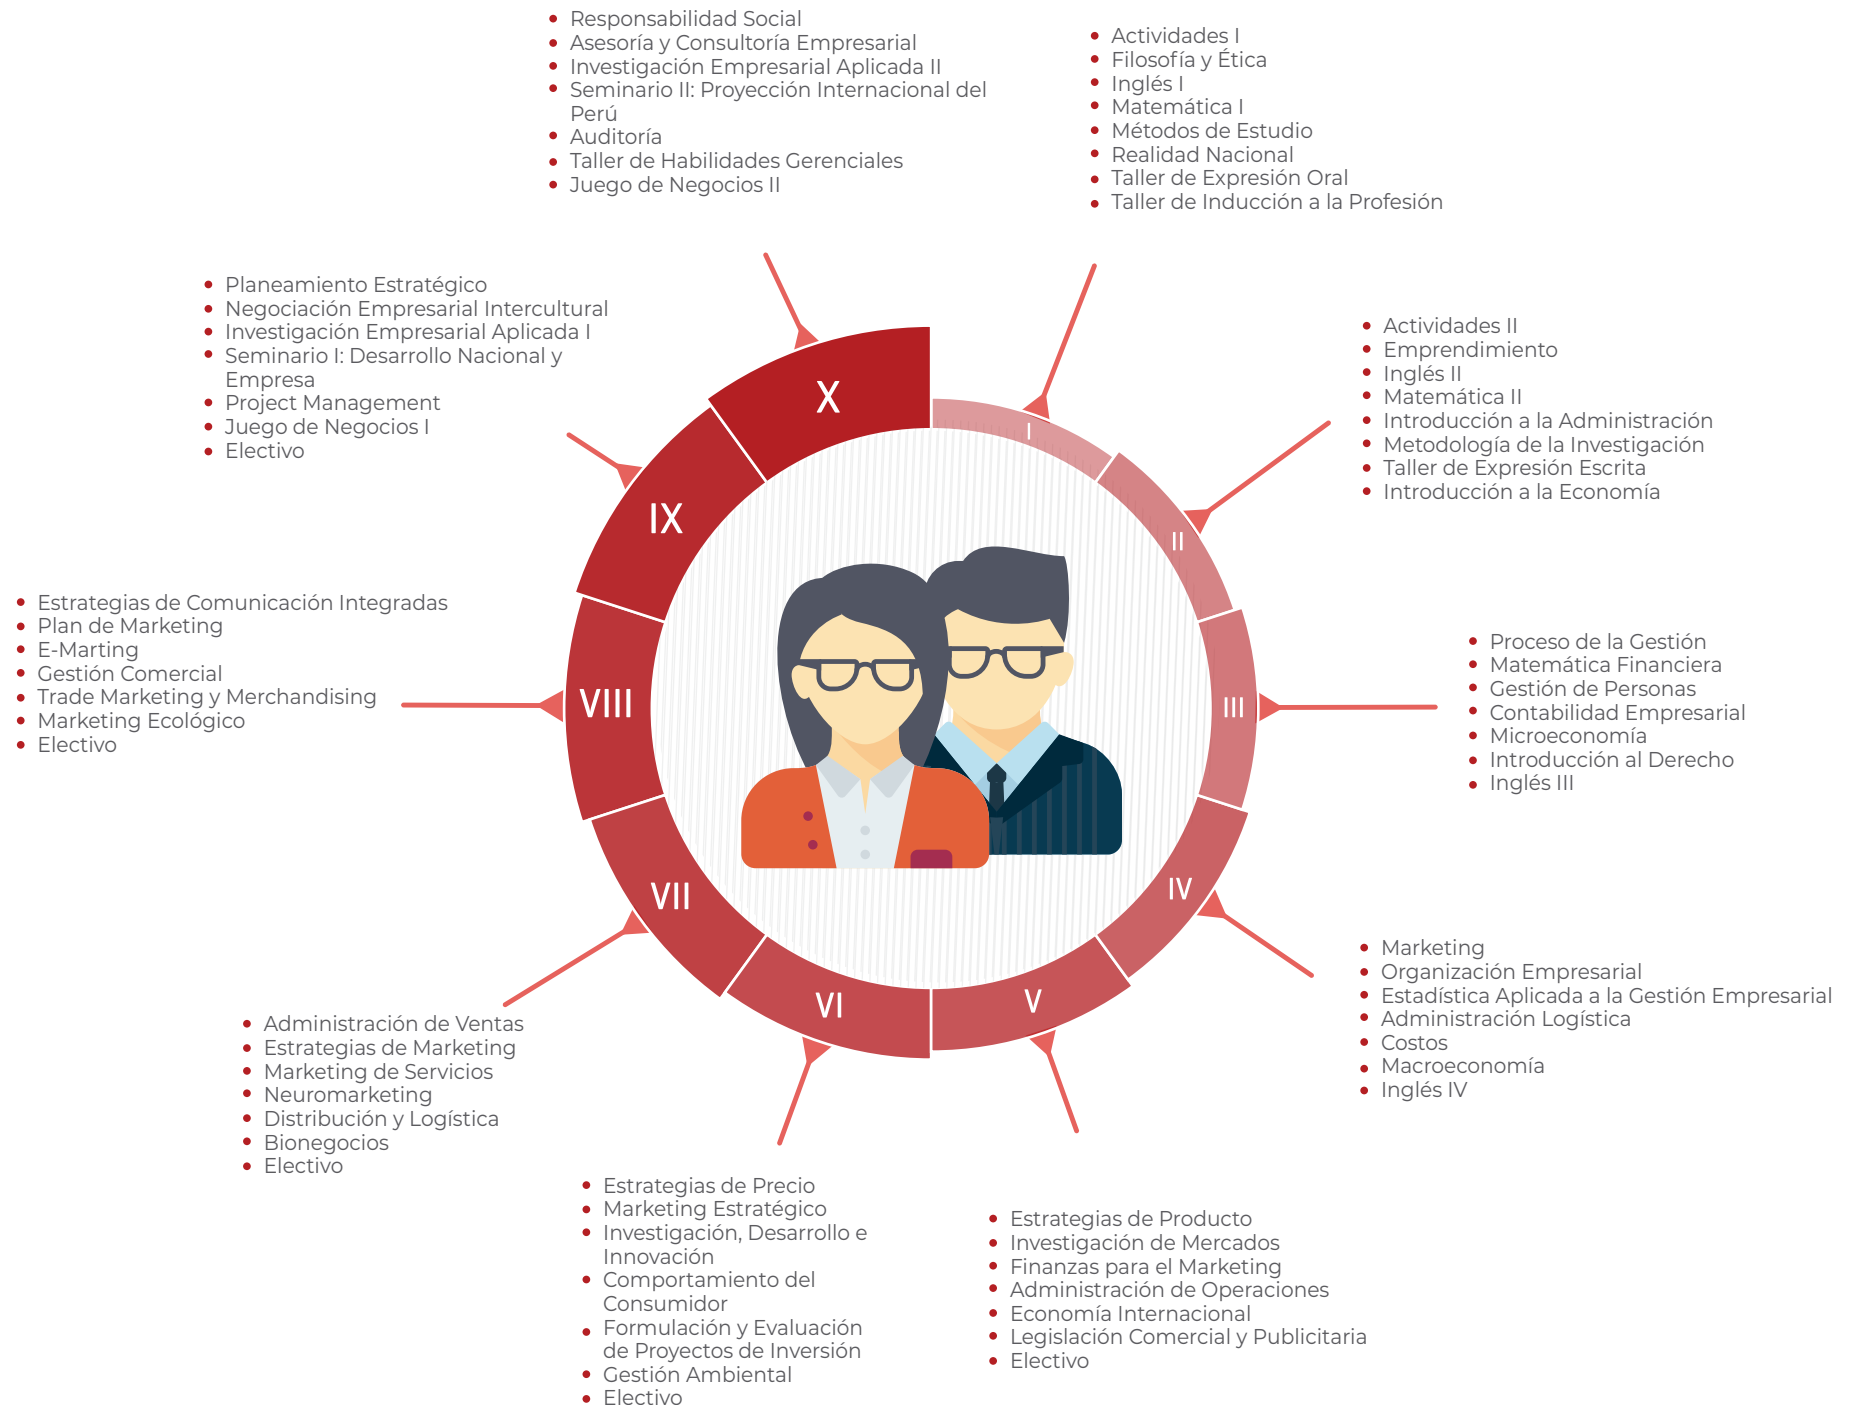 Responsabilidad Social
Asesoría y Consultoría Empresarial
Investigación Empresarial Aplicada II
Seminario II: Proyección Internacional del
Perú
Auditoría
Taller de Habilidades Gerenciales
Juego de Negocios II
Actividades I
Filosofía y Ética
Inglés I
Matemática I
Métodos de Estudio
Realidad Nacional
Taller de Expresión Oral
Taller de Inducción a la Profesión
Planeamiento Estratégico
Negociación Empresarial Intercultural
Investigación Empresarial Aplicada I
Seminario I: Desarrollo Nacional y
Empresa
Project Management
Juego de Negocios I
Electivo
Actividades II
Emprendimiento
Inglés II
Matemática II
Introducción a la Administración
Metodología de la Investigación
Taller de Expresión Escrita
Introducción a la Economía
X
I
IX
II
Estrategias de Comunicación Integradas
Plan de Marketing
E-Marting
Gestión Comercial
Trade Marketing y Merchandising
Marketing Ecológico
Electivo
VIII
III
Proceso de la Gestión
Matemática Financiera
Gestión de Personas
Contabilidad Empresarial
Microeconomía
Introducción al Derecho
Inglés III
VII
IV
VI
V
Marketing
Organización Empresarial
Estadística Aplicada a la Gestión Empresarial
Administración Logística
Costos
Macroeconomía
Inglés IV
Administración de Ventas
Estrategias de Marketing
Marketing de Servicios
Neuromarketing
Distribución y Logística
Bionegocios
Electivo
Estrategias de Precio
Marketing Estratégico
Investigación, Desarrollo e
Innovación
Comportamiento del
Consumidor
Formulación y Evaluación
de Proyectos de Inversión
Gestión Ambiental
Electivo
Estrategias de Producto
Investigación de Mercados
Finanzas para el Marketing
Administración de Operaciones
Economía Internacional
Legislación Comercial y Publicitaria
Electivo